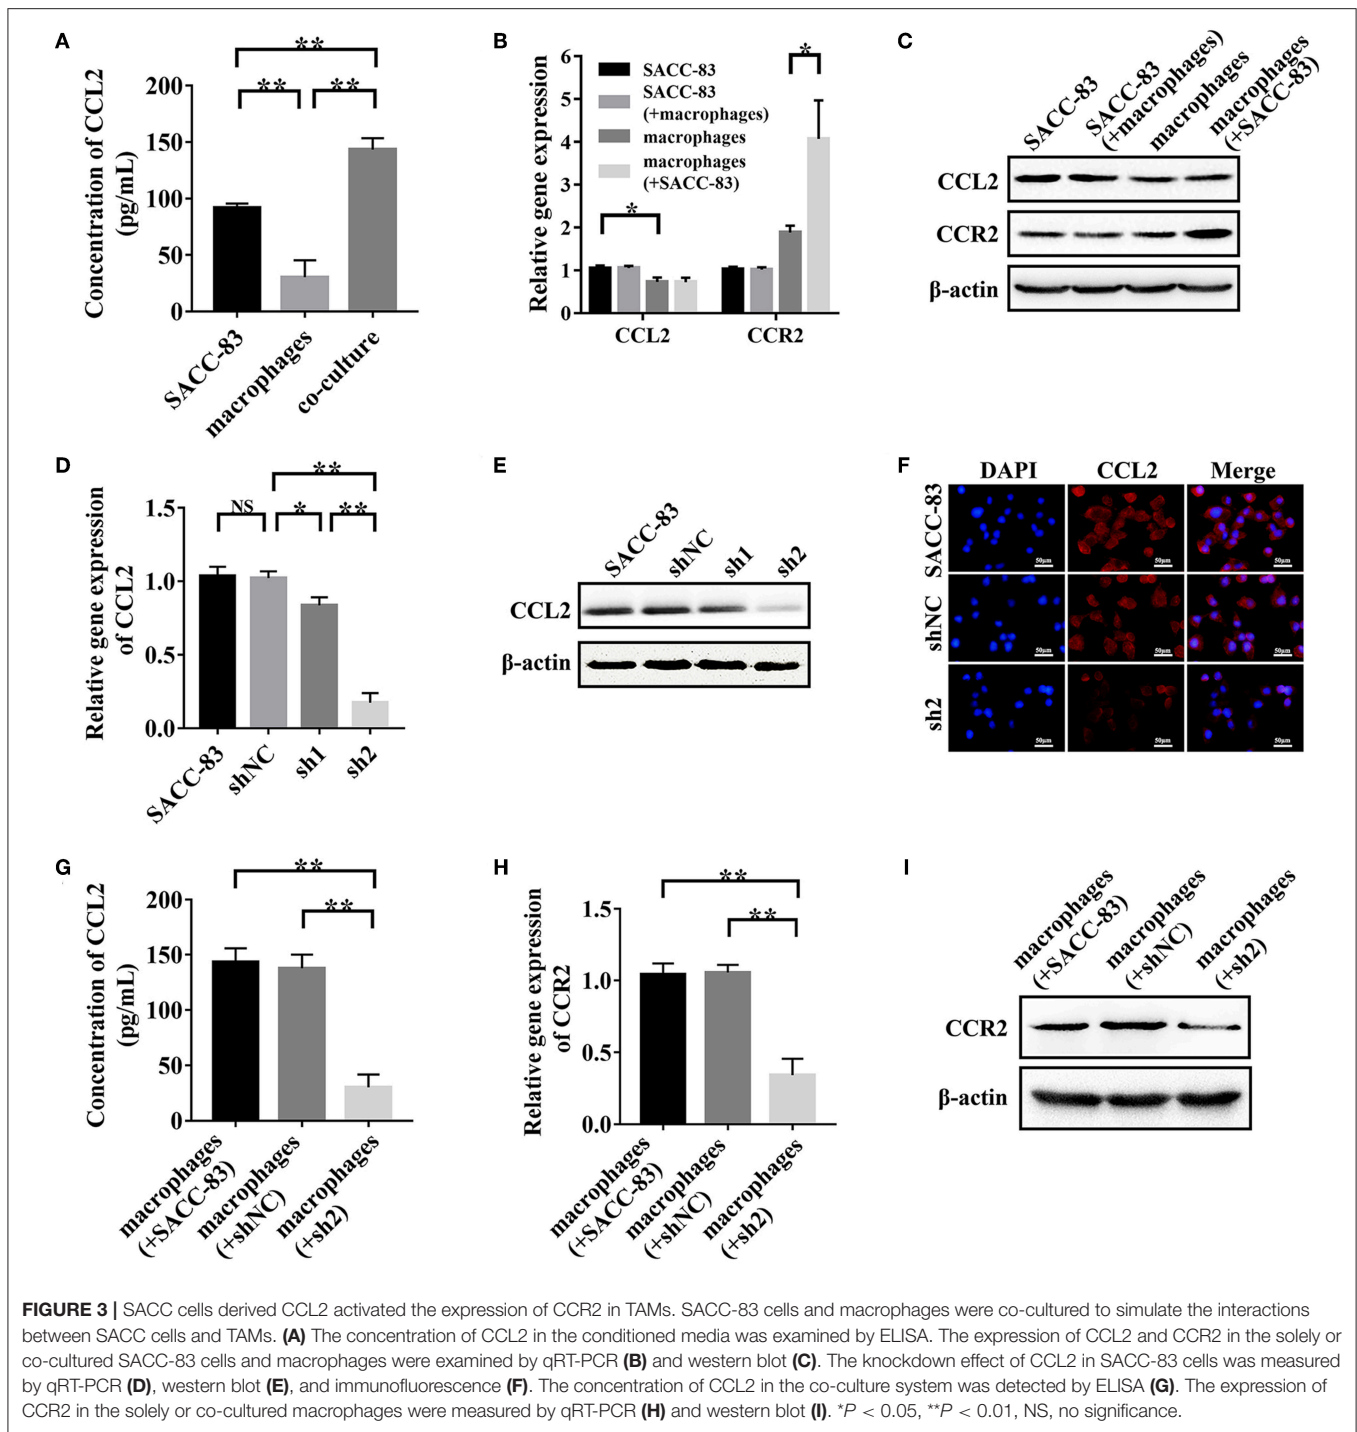 A
**
** **
Concentration of CCL2
(pg/mL)
200
150
100
50
0
SACC-83
macrophages
co-culture
B
Relative gene expression
6
5
4
3
2
1
0
SACC-83
SACC-83
(+macrophages)
macrophages
macrophages
(+SACC-83)
*
*
CCL2 CCR2
C
SACC-83
SACC-83
(+macrophages)
macrophages
macrophages
(+SACC-83)
CCL2
CCR2
β-actin
D
**
NS * **
Relative gene expression
of CCL2
1.5
1.0
0.5
0.0
SACC-83
shNC
sh1
sh2
E
SACC-83
shNC
sh1
sh2
CCL2
β-actin
F
DAPI CCL2 Merge
SACC-83
50μm 50μm 50μm
shNC
50μm 50μm 50μm
sh2
50μm 50μm 50μm
G
**
**
Concentration of CCL2
(pg/mL)
200
150
100
50
0
macrophages
(+SACC-83)
macrophages
(+shNC)
macrophages
(+sh2)
H
**
**
Relative gene expression
of CCR2
1.5
1.0
0.5
0.0
macrophages
(+SACC-83)
macrophages
(+shNC)
macrophages
(+sh2)
I
macrophages
(+SACC-83)
macrophages
(+shNC)
macrophages
(+sh2)
CCR2
β-actin
FIGURE 3 | SACC cells derived CCL2 activated the expression of CCR2 in TAMs. SACC-83 cells and macrophages were co-cultured to simulate the interactions
between SACC cells and TAMs. (A) The concentration of CCL2 in the conditioned media was examined by ELISA. The expression of CCL2 and CCR2 in the solely or
co-cultured SACC-83 cells and macrophages were examined by qRT-PCR (B) and western blot (C). The knockdown effect of CCL2 in SACC-83 cells was measured
by qRT-PCR (D), western blot (E), and immunofluorescence (F). The concentration of CCL2 in the co-culture system was detected by ELISA (G). The expression of
CCR2 in the solely or co-cultured macrophages were measured by qRT-PCR (H) and western blot (I). *P < 0.05, **P < 0.01, NS, no significance.